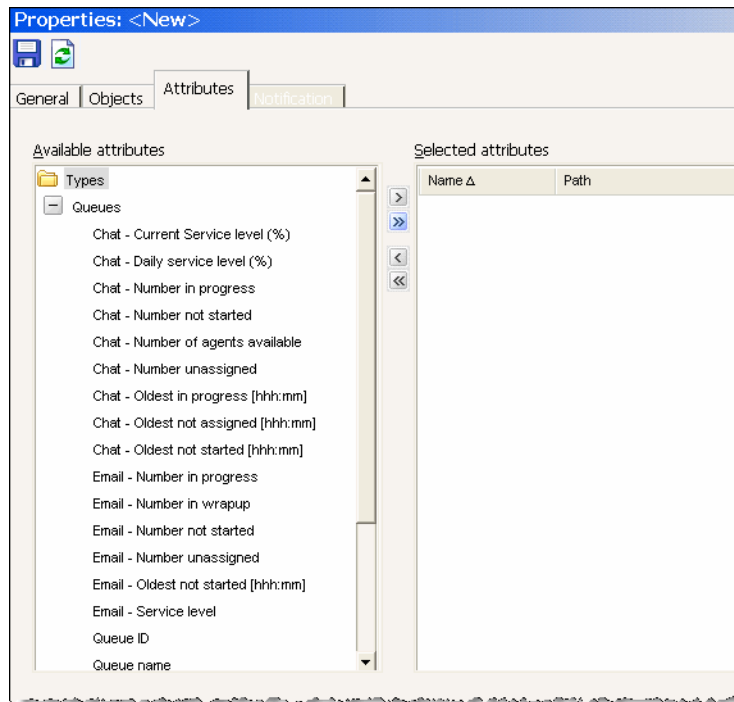 Properties: <New>
General Objects Attributes Notification
Available attributes
Selected attributes
Types
Name Path
Queues
Chat - Current Service level (%)
Chat - Daily service level (%)
Chat - Number in progress
Chat - Number not started
Chat - Number of agents available
Chat - Number unassigned
Chat - Oldest in progress [hhh:mm]
Chat - Oldest not assigned [hhh:mm]
Chat - Oldest not started [hhh:mm]
Email - Number in progress
Email - Number in wrapup
Email - Number not started
Email - Number unassigned
Email - Oldest not started [hhh:mm]
Email - Service level
Queue ID
Queue name